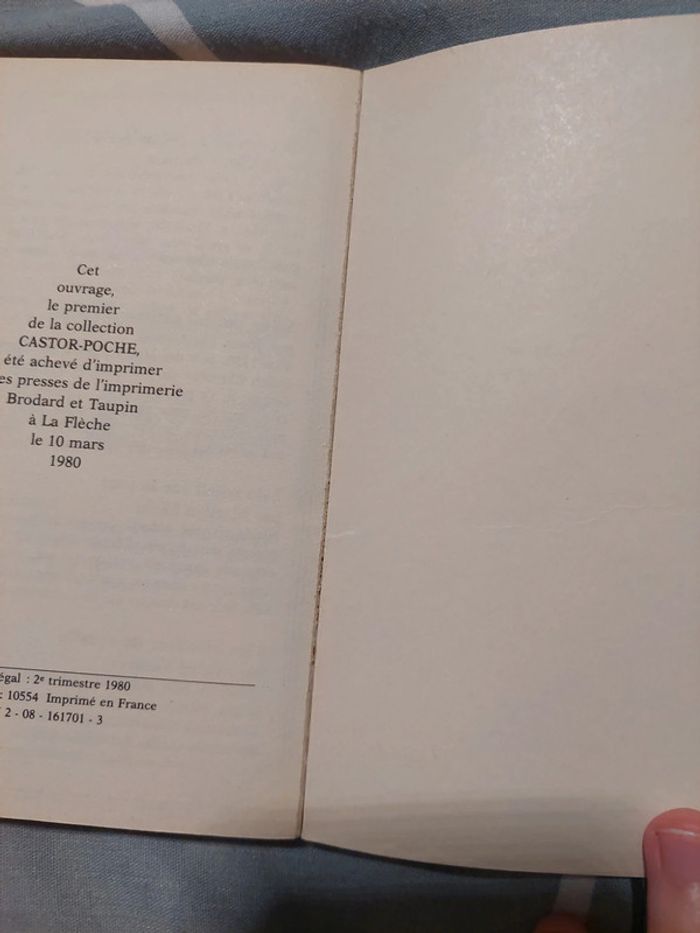 Cet
ouvrage,
le premier
de la collection
CASTOR-POCHE,
été achevé d'imprimer
es presses de l'imprimerie
Brodard et Taupin
à La Flèche
le 10 mars
1980
égal : 2e trimestre 1980
: 10554 Imprimé en France
2 - 08 - 161701 - 3